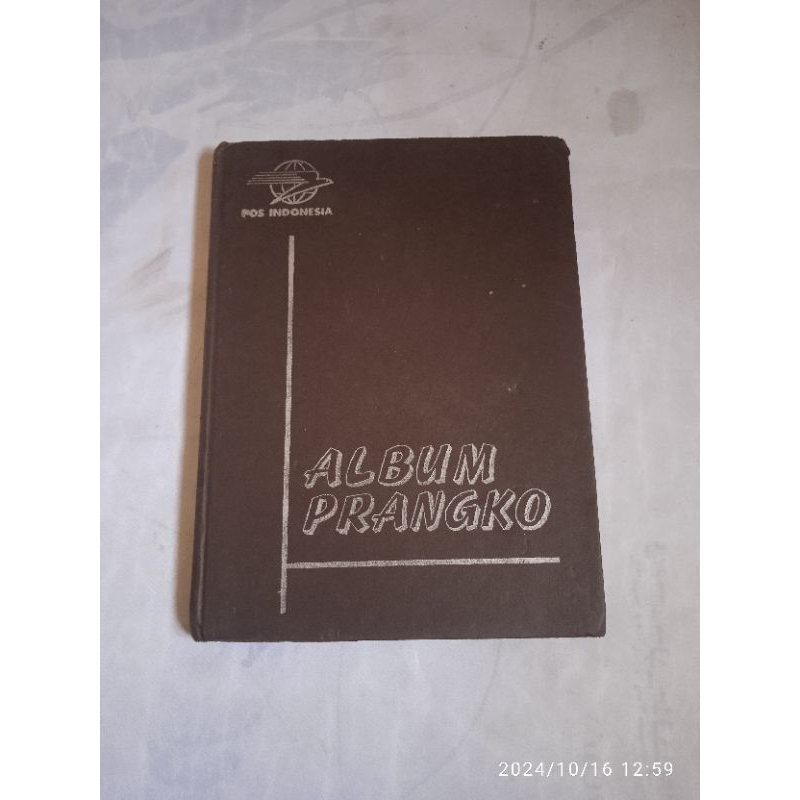 POS INDONESIA
ALBUM
PRANGKO
2024/10/16 12:59